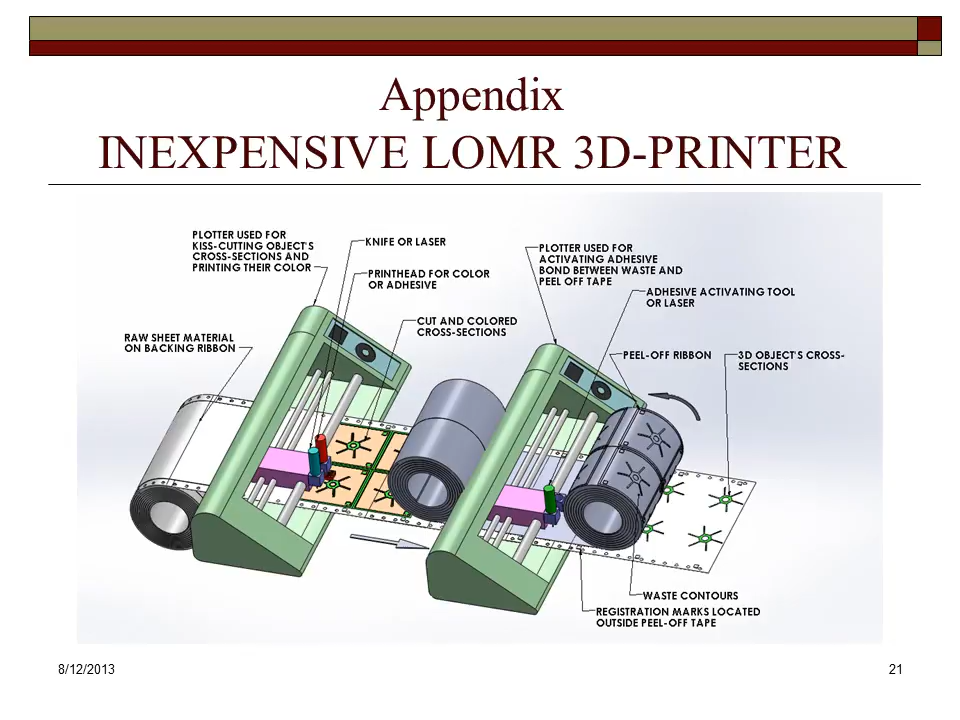 Appendix
INEXPENSIVE LOMR 3D-PRINTER
PLOTTER USED FOR
KISS-CUTTING OBJECT'S
CROSS-SECTIONS AND
PRINTING THEIR COLOR
KNIFE OR LASER
PRINTHEAD FOR COLOR
OR ADHESIVE
CUT AND COLORED
CROSS-SECTIONS
RAW SHEET MATERIAL
ON BACKING RIBBON
PLOTTER USED FOR
ACTIVATING ADHESIVE
BOND BETWEEN WASTE AND
PEEL OFF TAPE
ADHESIVE ACTIVATING TOOL
OR LASER
PEEL-OFF RIBBON
3D OBJECT'S CROSS-
SECTIONS
WASTE CONTOURS
REGISTRATION MARKS LOCATED
OUTSIDE PEEL-OFF TAPE
8/12/2013
21